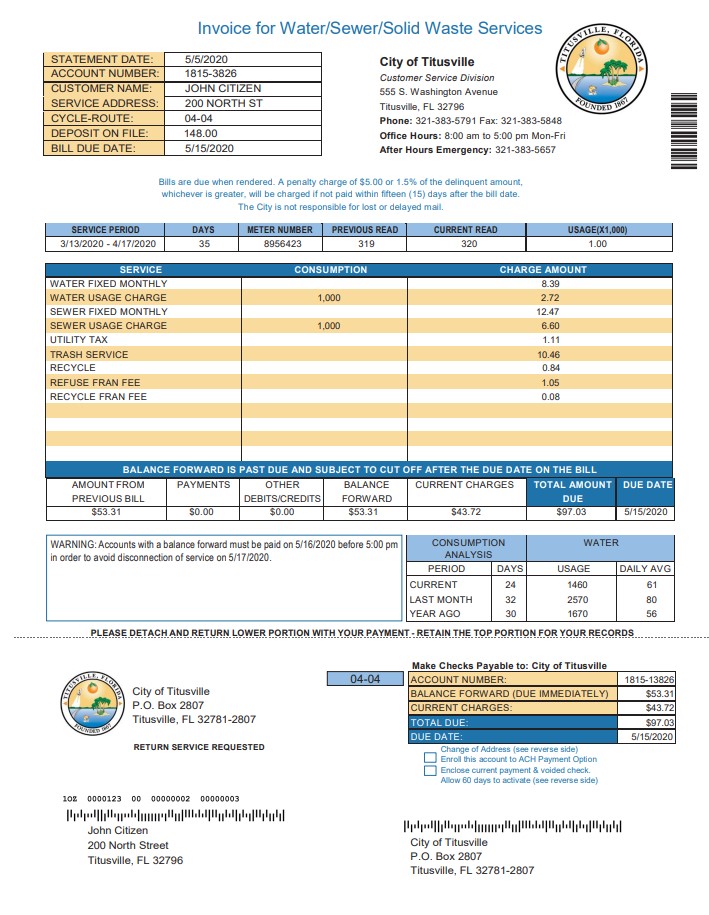 Invoice for Water/Sewer/Solid Waste Services
STATEMENT DATE: 5/5/2020
ACCOUNT NUMBER: 1815-3826
CUSTOMER NAME: JOHN CITIZEN
SERVICE ADDRESS: 200 NORTH ST
CYCLE-ROUTE: 04-04
DEPOSIT ON FILE: 148.00
BILL DUE DATE: 5/15/2020
City of Titusville
Customer Service Division
555 S. Washington Avenue
Titusville, FL 32796
Phone: 321-383-5791 Fax: 321-383-5848
Office Hours: 8:00 am to 5:00 pm Mon-Fri
After Hours Emergency: 321-383-5657
TITUSVILLE, FLORIDA
FOUNDED 1867
Bills are due when rendered. A penalty charge of $5.00 or 1.5% of the delinquent amount,
whichever is greater, will be charged if not paid within fifteen (15) days after the bill date.
The City is not responsible for lost or delayed mail.
SERVICE PERIOD DAYS METER NUMBER PREVIOUS READ CURRENT READ USAGE(X1,000)
3/13/2020 - 4/17/2020 35 8956423 319 320 1.00
SERVICE CONSUMPTION CHARGE AMOUNT
WATER FIXED MONTHLY 8.39
WATER USAGE CHARGE 1,000 2.72
SEWER FIXED MONTHLY 12.47
SEWER USAGE CHARGE 1,000 6.60
UTILITY TAX 1.11
TRASH SERVICE 10.46
RECYCLE 0.84
REFUSE FRAN FEE 1.05
RECYCLE FRAN FEE 0.08
BALANCE FORWARD IS PAST DUE AND SUBJECT TO CUT OFF AFTER THE DUE DATE ON THE BILL
AMOUNT FROM PAYMENTS OTHER BALANCE CURRENT CHARGES TOTAL AMOUNT DUE DATE
PREVIOUS BILL DEBITS/CREDITS FORWARD DUE
$53.31 $0.00 $0.00 $53.31 $43.72 $97.03 5/15/2020
WARNING: Accounts with a balance forward must be paid on 5/16/2020 before 5:00 pm
in order to avoid disconnection of service on 5/17/2020.
CONSUMPTION WATER
ANALYSIS
PERIOD DAYS USAGE DAILY AVG
CURRENT 24 1460 61
LAST MONTH 32 2570 80
YEAR AGO 30 1670 56
PLEASE DETACH AND RETURN LOWER PORTION WITH YOUR PAYMENT - RETAIN THE TOP PORTION FOR YOUR RECORDS
TITUSVILLE, FLORIDA
FOUNDED 1867
City of Titusville
P.O. Box 2807
Titusville, FL 32781-2807
RETURN SERVICE REQUESTED
04-04
Make Checks Payable to: City of Titusville
ACCOUNT NUMBER: 1815-13826
BALANCE FORWARD (DUE IMMEDIATELY) $53.31
CURRENT CHARGES: $43.72
TOTAL DUE: $97.03
DUE DATE: 5/15/2020
Change of Address (see reverse side)
Enroll this account to ACH Payment Option
Enclose current payment & voided check.
Allow 60 days to activate (see reverse side)
10% 0000123 00 00000002 00000003
John Citizen
200 North Street
Titusville, FL 32796
City of Titusville
P.O. Box 2807
Titusville, FL 32781-2807